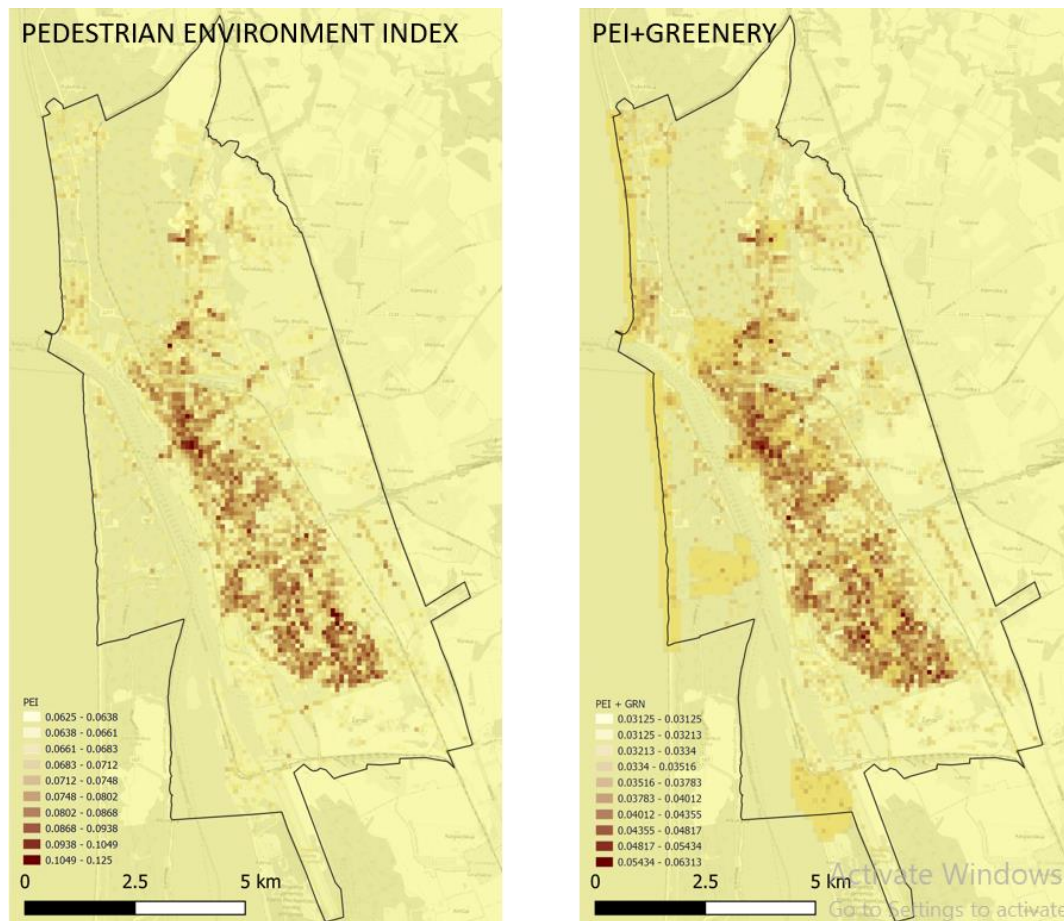 PEDESTRIAN ENVIRONMENT INDEX
PEI
0.0625 - 0.0638
0.0638 - 0.0661
0.0661 - 0.0683
0.0683 - 0.0712
0.0712 - 0.0748
0.0748 - 0.0802
0.0802 - 0.0868
0.0868 - 0.0938
0.0938 - 0.1049
0.1049 - 0.125
0 2.5 5 km
PEI+GREENERY
PEI + GRN
0.03125 - 0.03125
0.03125 - 0.03213
0.03213 - 0.0334
0.0334 - 0.03516
0.03516 - 0.03783
0.03783 - 0.04012
0.04012 - 0.04355
0.04355 - 0.04817
0.04817 - 0.05434
0.05434 - 0.06313
0 2.5 5 km
Activate Windows
Go to Settings to activate